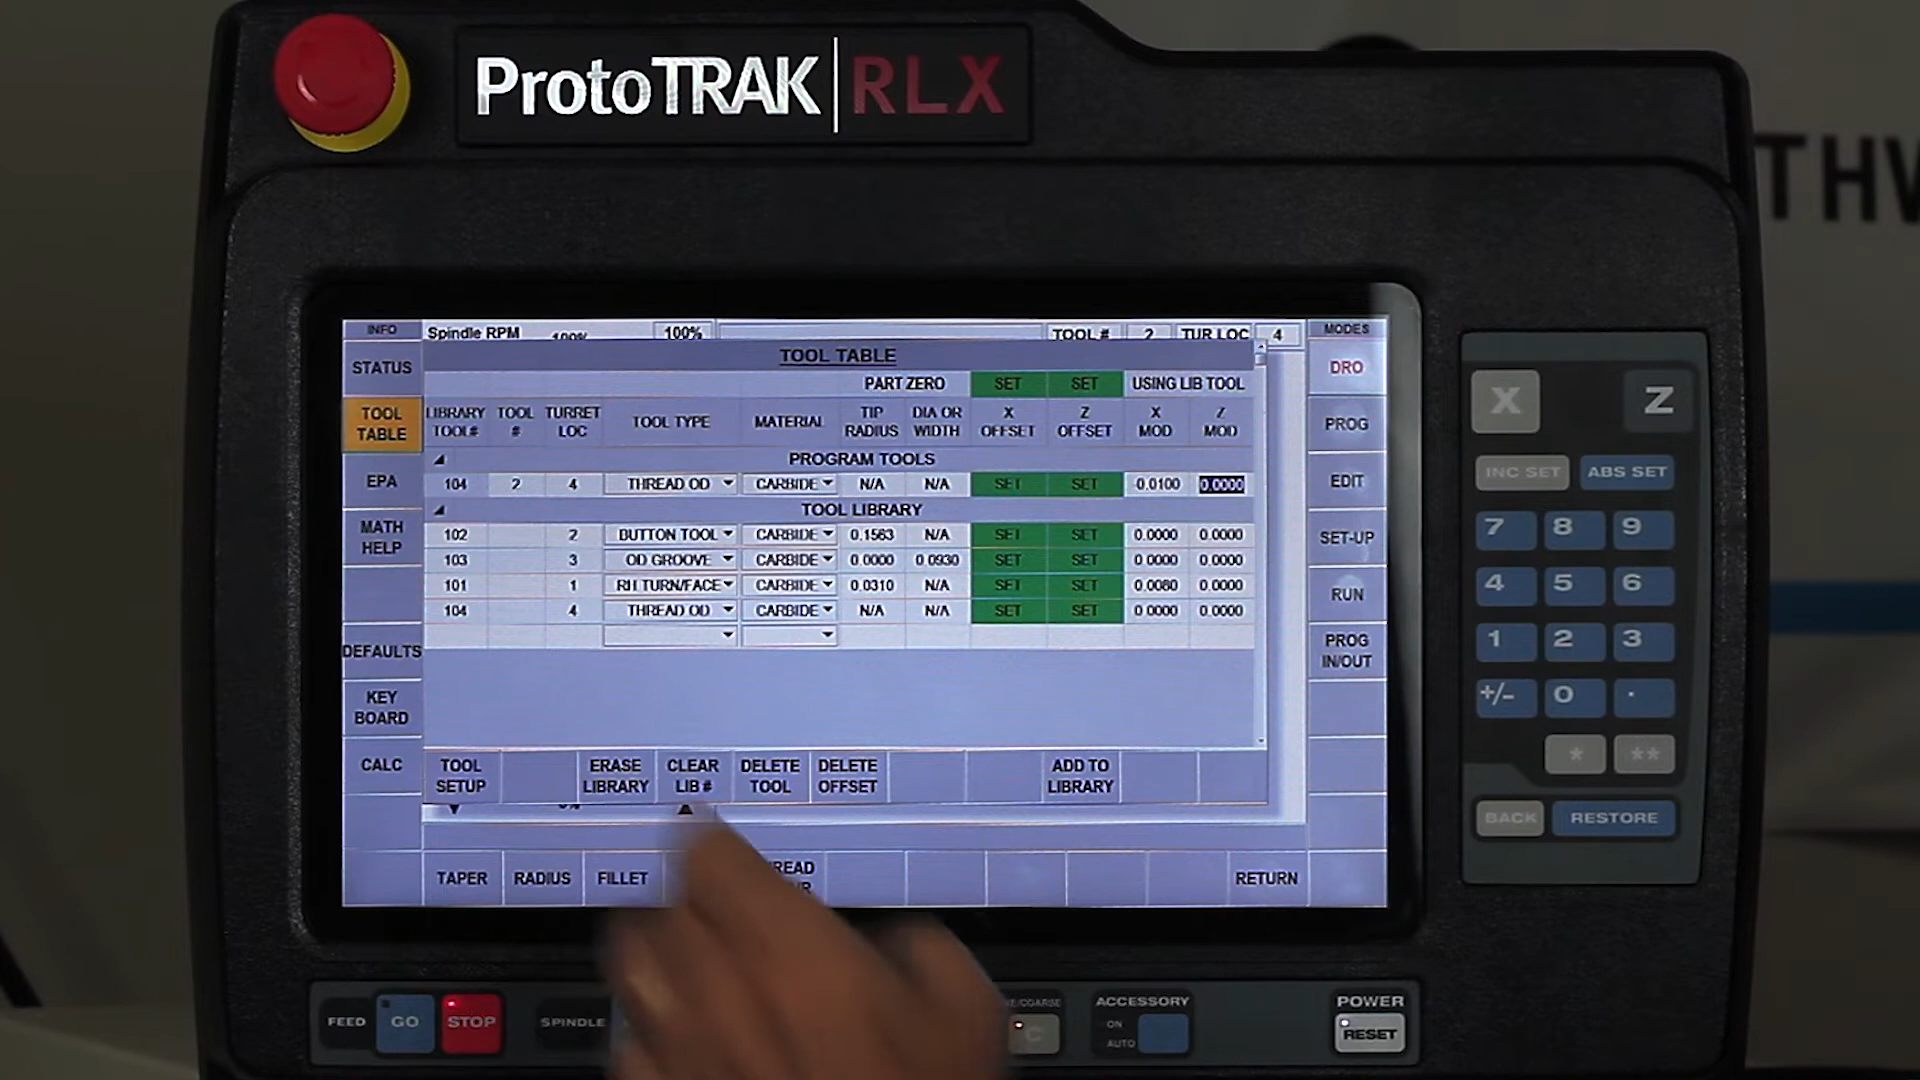 ProtoTRAK RLX
THW
INFO
Spindle RPM 100% 100% TOOL # 2 TUR LOC 4
MODES
STATUS
TOOL TABLE
DRO
PART ZERO SET SET USING LIB TOOL
TOOL
TABLE
LIBRARY TOOL# TOOL # TURRET LOC TOOL TYPE MATERIAL TIP RADIUS DIA OR WIDTH X OFFSET Z OFFSET X MOD Z MOD
PROG
PROGRAM TOOLS
EPA
104 2 4 THREAD OD CARBIDE N/A N/A SET SET -0.0100 0.0000
EDIT
TOOL LIBRARY
MATH
HELP
102 2 BUTTON TOOL CARBIDE 0.1563 N/A SET SET 0.0000 0.0000
SET-UP
103 3 OD GROOVE CARBIDE 0.0000 0.0930 SET SET 0.0000 0.0000
101 1 RH TURN/FACE CARBIDE 0.0310 N/A SET SET 0.0080 0.0000
RUN
104 4 THREAD OD CARBIDE N/A N/A SET SET 0.0000 0.0000
DEFAULTS
PROG
IN/OUT
KEY
BOARD
CALC
TOOL
SETUP
ERASE
LIBRARY
CLEAR
LIB #
DELETE
TOOL
DELETE
OFFSET
ADD TO
LIBRARY
TAPER RADIUS FILLET
RETURN
X Z
INC SET ABS SET
7 8 9
4 5 6
1 2 3
+/- 0 .
* **
BACK RESTORE
FEED GO STOP SPINDLE
ACCESSORY
ON
AUTO
POWER
RESET